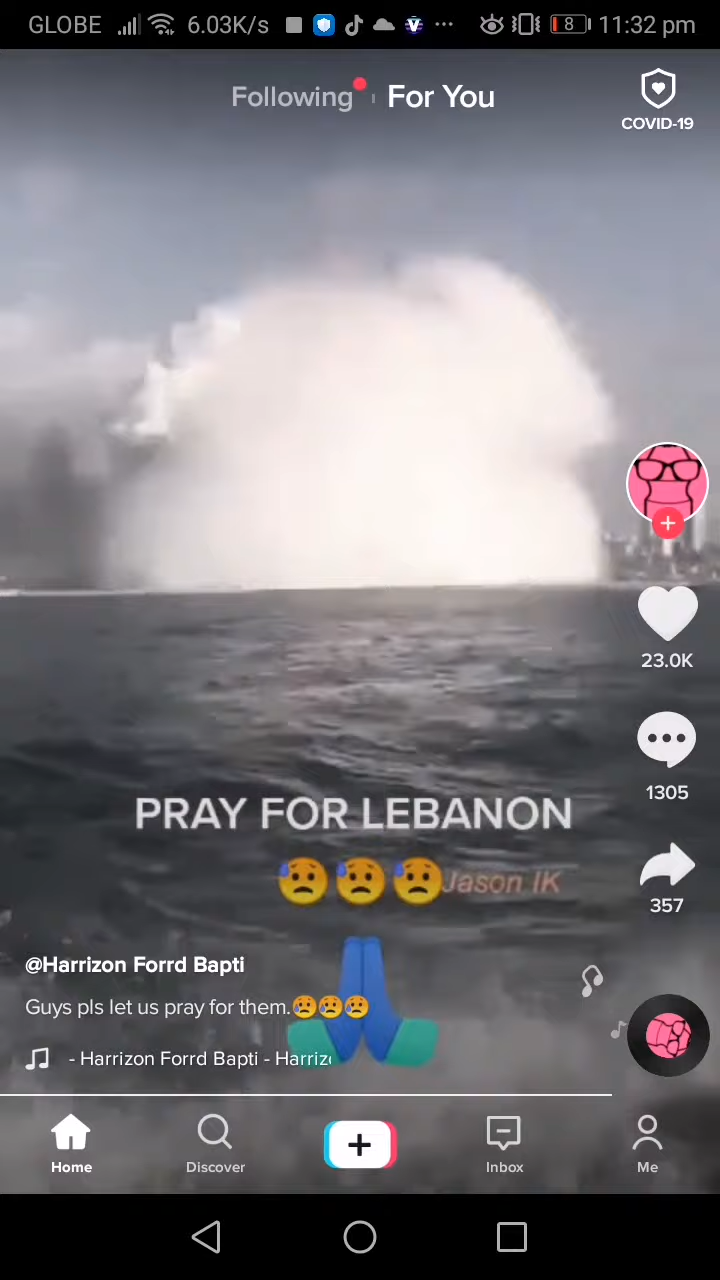 GLOBE 6.03K/s 8 11:32 pm
Following For You
COVID-19
23.0K
1305
PRAY FOR LEBANON
Jason IK
357
@Harrizon Forrd Bapti
Guys pls let us pray for them.😥😥😥
- Harrizon Forrd Bapti - Harriz
Home Discover Inbox Me